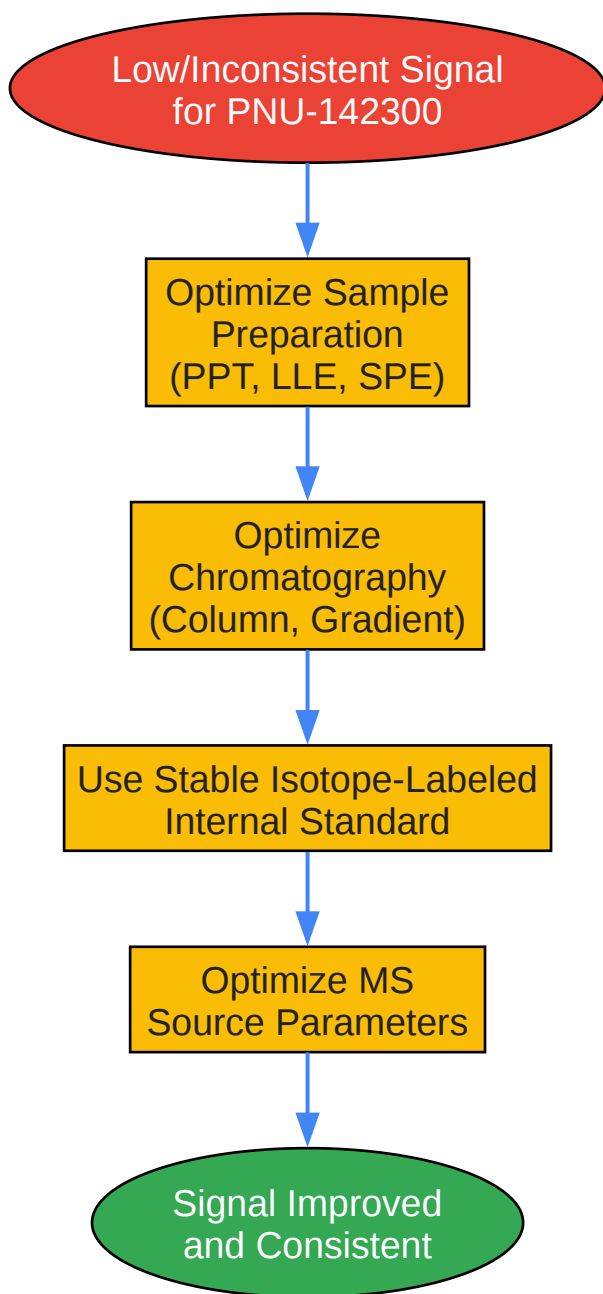 Low/Inconsistent Signal
for PNU-142300
Optimize Sample
Preparation
(PPT, LLE, SPE)
Optimize
Chromatography
(Column, Gradient)
Use Stable Isotope-Labeled
Internal Standard
Optimize MS
Source Parameters
Signal Improved
and Consistent